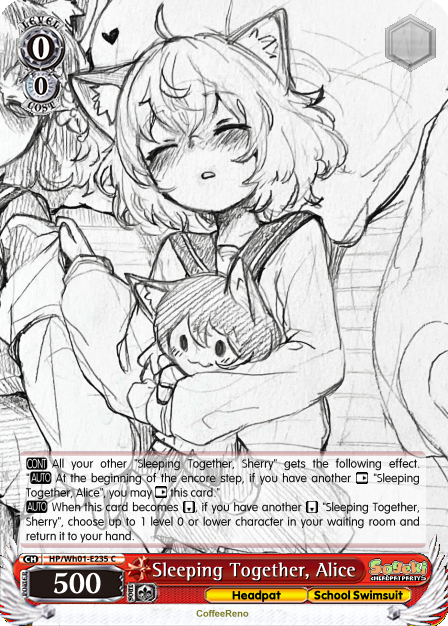 LEVEL
0
0
COST
CONT All your other "Sleeping Together, Sherry" gets the following effect.
"AUTO At the beginning of the encore step, if you have another "Sleeping
Together, Alice", you may this card."
AUTO When this card becomes, if you have another "Sleeping Together,
Sherry", choose up to 1 level 0 or lower character in your waiting room and
return it to your hand.
CH HP/Wh01-E235 C
POWER
500
SOUL
Sleeping Together, Alice
HEADPAT PARTY
Headpat
School Swimsuit
CoffeeReno